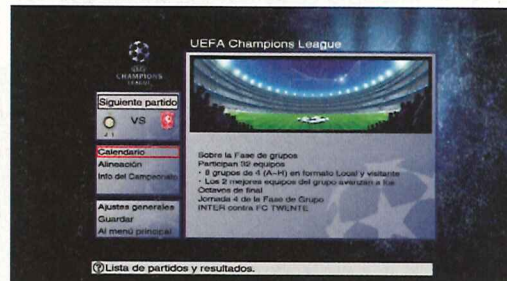 UEFA Champions League
CHAMPIONS
LEAGUE
Siguiente partido
VS
Calendario
Alineación
Info del Campeonato
Ajustes generales
Guardar
Al menú principal
Sobre la Fase de grupos
Participan 32 equipos
· 8 grupos de 4 (A–H) en formato Local y visitante
· Los 2 mejores equipos del grupo avanzan a los
Octavos de final
Jornada 4 de la Fase de Grupo
INTER contra FC TWENTE
Lista de partidos y resultados.